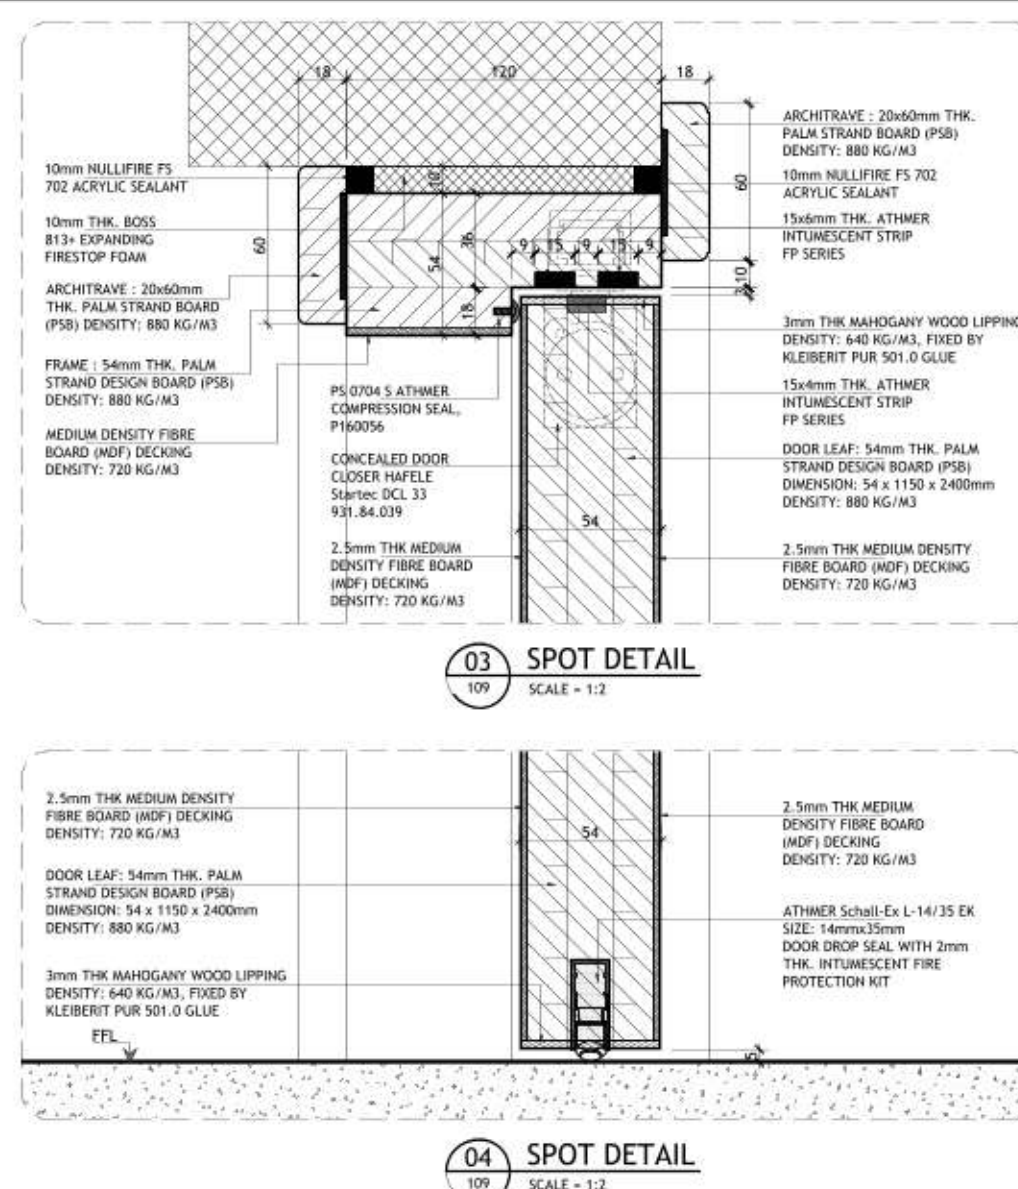 18
120
18
ARCHITRAVE : 20x60mm THK.
PALM STRAND BOARD (PSB)
DENSITY: 880 KG/M3
10mm NULLIFIRE FS 702
ACRYLIC SEALANT
15x6mm THK. ATHMER
INTUMESCENT STRIP
FP SERIES
3mm THK MAHOGANY WOOD LIPPING
DENSITY: 640 KG/M3, FIXED BY
KLEIBERIT PUR 501.0 GLUE
15x4mm THK. ATHMER
INTUMESCENT STRIP
FP SERIES
DOOR LEAF: 54mm THK. PALM
STRAND DESIGN BOARD (PSB)
DIMENSION: 54 x 1150 x 2400mm
DENSITY: 880 KG/M3
2.5mm THK MEDIUM DENSITY
FIBRE BOARD (MDF) DECKING
DENSITY: 720 KG/M3
10mm NULLIFIRE FS
702 ACRYLIC SEALANT
10mm THK. BOSS
813+ EXPANDING
FIRESTOP FOAM
ARCHITRAVE : 20x60mm
THK. PALM STRAND BOARD
(PSB) DENSITY: 880 KG/M3
FRAME : 54mm THK. PALM
STRAND DESIGN BOARD (PSB)
DENSITY: 880 KG/M3
MEDIUM DENSITY FIBRE
BOARD (MDF) DECKING
DENSITY: 720 KG/M3
60
10
36
54
18
9
15
9
15
9
60
10
3
PS 0704 S ATHMER
COMPRESSION SEAL,
P160056
CONCEALED DOOR
CLOSER HAFELE
Startec DCL 33
931.84.039
2.5mm THK MEDIUM
DENSITY FIBRE BOARD
(MDF) DECKING
DENSITY: 720 KG/M3
54
03
109
SPOT DETAIL
SCALE = 1:2
2.5mm THK MEDIUM DENSITY
FIBRE BOARD (MDF) DECKING
DENSITY: 720 KG/M3
DOOR LEAF: 54mm THK. PALM
STRAND DESIGN BOARD (PSB)
DIMENSION: 54 x 1150 x 2400mm
DENSITY: 880 KG/M3
3mm THK MAHOGANY WOOD LIPPING
DENSITY: 640 KG/M3, FIXED BY
KLEIBERIT PUR 501.0 GLUE
FFL
54
2.5mm THK MEDIUM
DENSITY FIBRE BOARD
(MDF) DECKING
DENSITY: 720 KG/M3
ATHMER Schall-Ex L-14/35 EK
SIZE: 14mmx35mm
DOOR DROP SEAL WITH 2mm
THK. INTUMESCENT FIRE
PROTECTION KIT
5
04
109
SPOT DETAIL
SCALE = 1:2